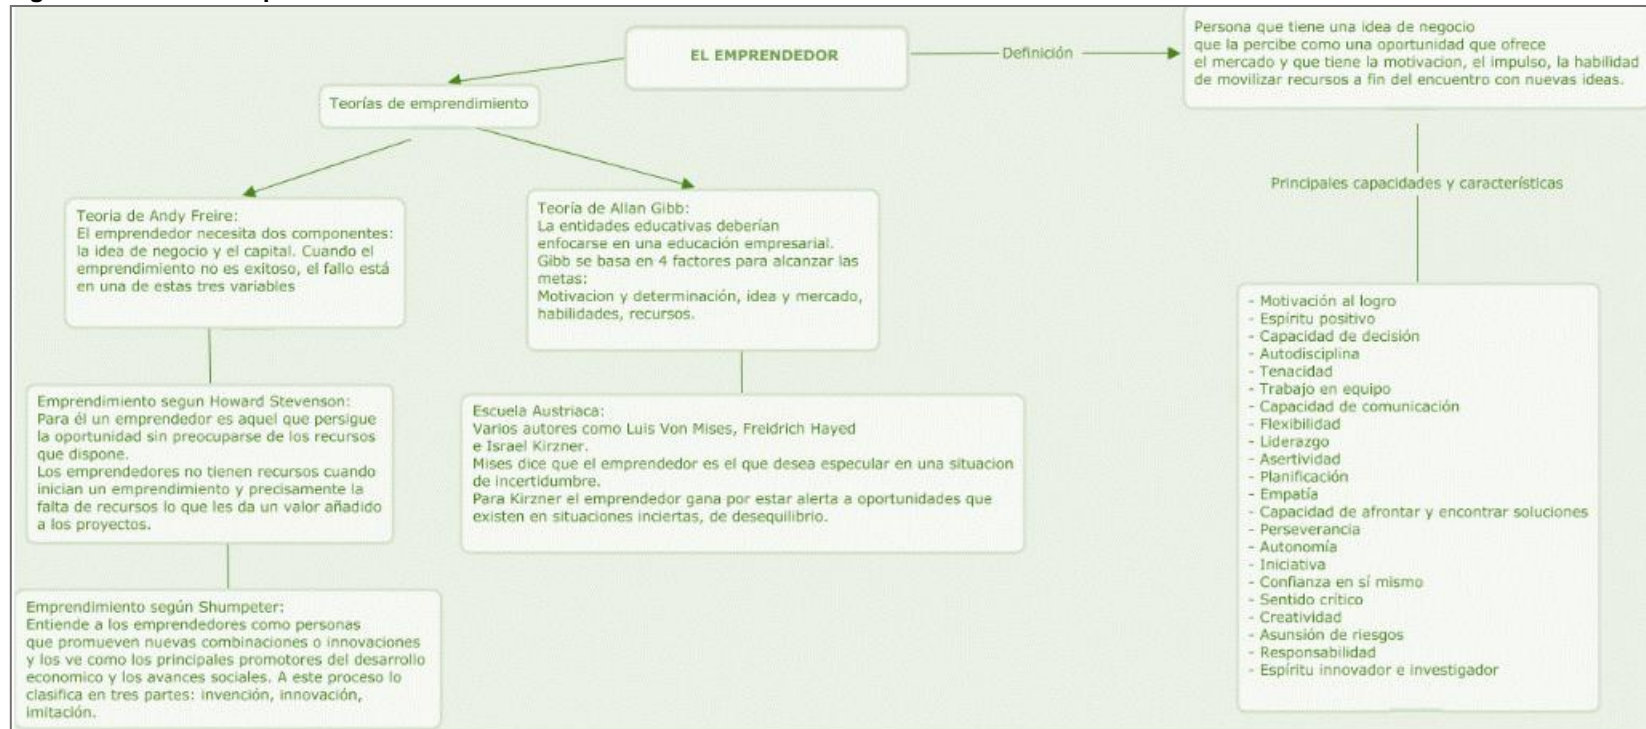 EL EMPRENDEDOR
Definición
Persona que tiene una idea de negocio
que la percibe como una oportunidad que ofrece
el mercado y que tiene la motivacion, el impulso, la habilidad
de movilizar recursos a fin del encuentro con nuevas ideas.
Teorías de emprendimiento
Teoria de Andy Freire:
El emprendedor necesita dos componentes:
la idea de negocio y el capital. Cuando el
emprendimiento no es exitoso, el fallo está
en una de estas tres variables
Teoría de Allan Gibb:
La entidades educativas deberían
enfocarse en una educación empresarial.
Gibb se basa en 4 factores para alcanzar las
metas:
Motivacion y determinación, idea y mercado,
habilidades, recursos.
Emprendimiento segun Howard Stevenson:
Para él un emprendedor es aquel que persigue
la oportunidad sin preocuparse de los recursos
que dispone.
Los emprendedores no tienen recursos cuando
inician un emprendimiento y precisamente la
falta de recursos lo que les da un valor añadido
a los proyectos.
Escuela Austriaca:
Varios autores como Luis Von Mises, Freidrich Hayed
e Israel Kirzner.
Mises dice que el emprendedor es el que desea especular en una situacion
de incertidumbre.
Para Kirzner el emprendedor gana por estar alerta a oportunidades que
existen en situaciones inciertas, de desequilibrio.
Emprendimiento según Shumpeter:
Entiende a los emprendedores como personas
que promueven nuevas combinaciones o innovaciones
y los ve como los principales promotores del desarrollo
economico y los avances sociales. A este proceso lo
clasifica en tres partes: invención, innovación,
imitación.
Principales capacidades y características
- Motivación al logro
- Espíritu positivo
- Capacidad de decisión
- Autodisciplina
- Tenacidad
- Trabajo en equipo
- Capacidad de comunicación
- Flexibilidad
- Liderazgo
- Asertividad
- Planificación
- Empatía
- Capacidad de afrontar y encontrar soluciones
- Perseverancia
- Autonomía
- Iniciativa
- Confianza en sí mismo
- Sentido crítico
- Creatividad
- Asunsión de riesgos
- Responsabilidad
- Espíritu innovador e investigador